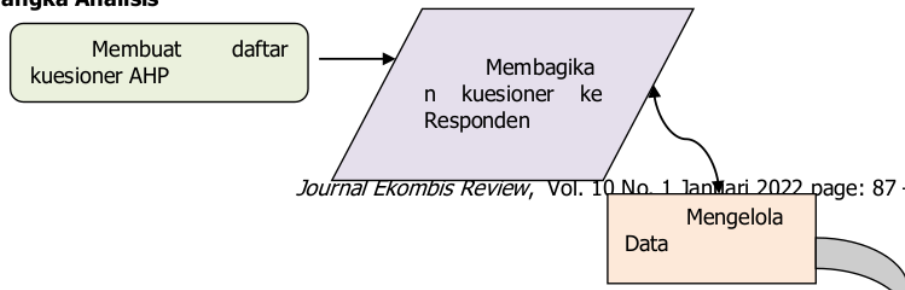 angka Analisis
Membuat daftar
kuesioner AHP
Membagika
n kuesioner ke
Responden
Journal Ekombis Review, Vol. 10 No. 1 Januari 2022 page: 87 -
Mengelola
Data